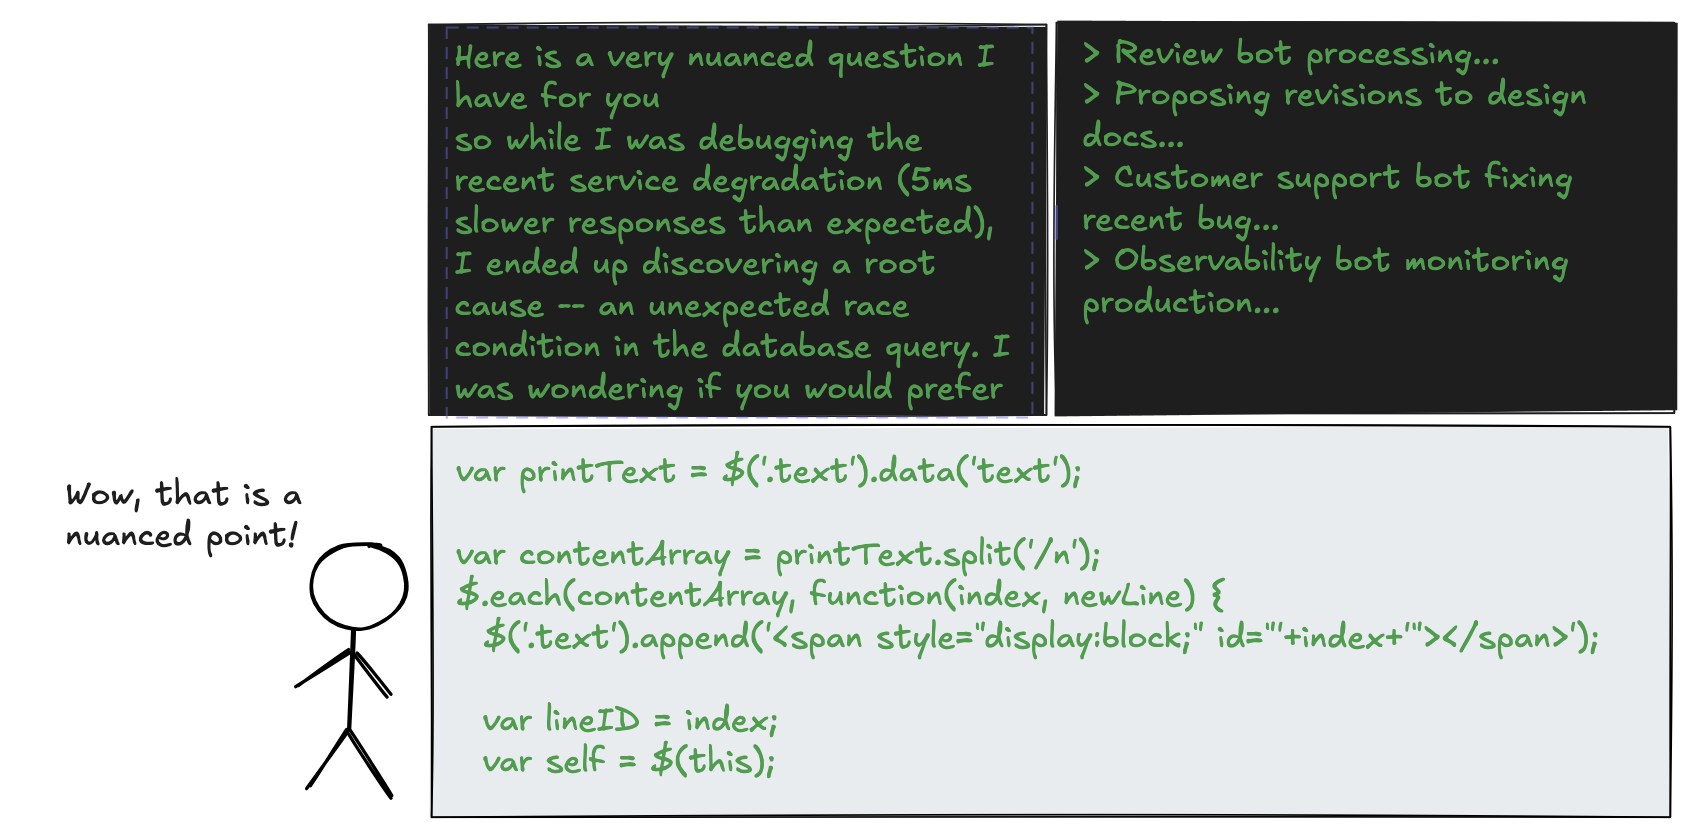 Here is a very nuanced question I
have for you
so while I was debugging the
recent service degradation (5ms
slower responses than expected),
I ended up discovering a root
cause -- an unexpected race
condition in the database query. I
was wondering if you would prefer
> Review bot processing...
> Proposing revisions to design
docs...
> Customer support bot fixing
recent bug...
> Observability bot monitoring
production...
Wow, that is a
nuanced point!
var printText = $('.text').data('text');
var contentArray = printText.split('/n');
$.each(contentArray, function(index, newLine) {
$('.text').append('<span style="display:block;" id="'+index+'"></span>');
var lineID = index;
var self = $(this);